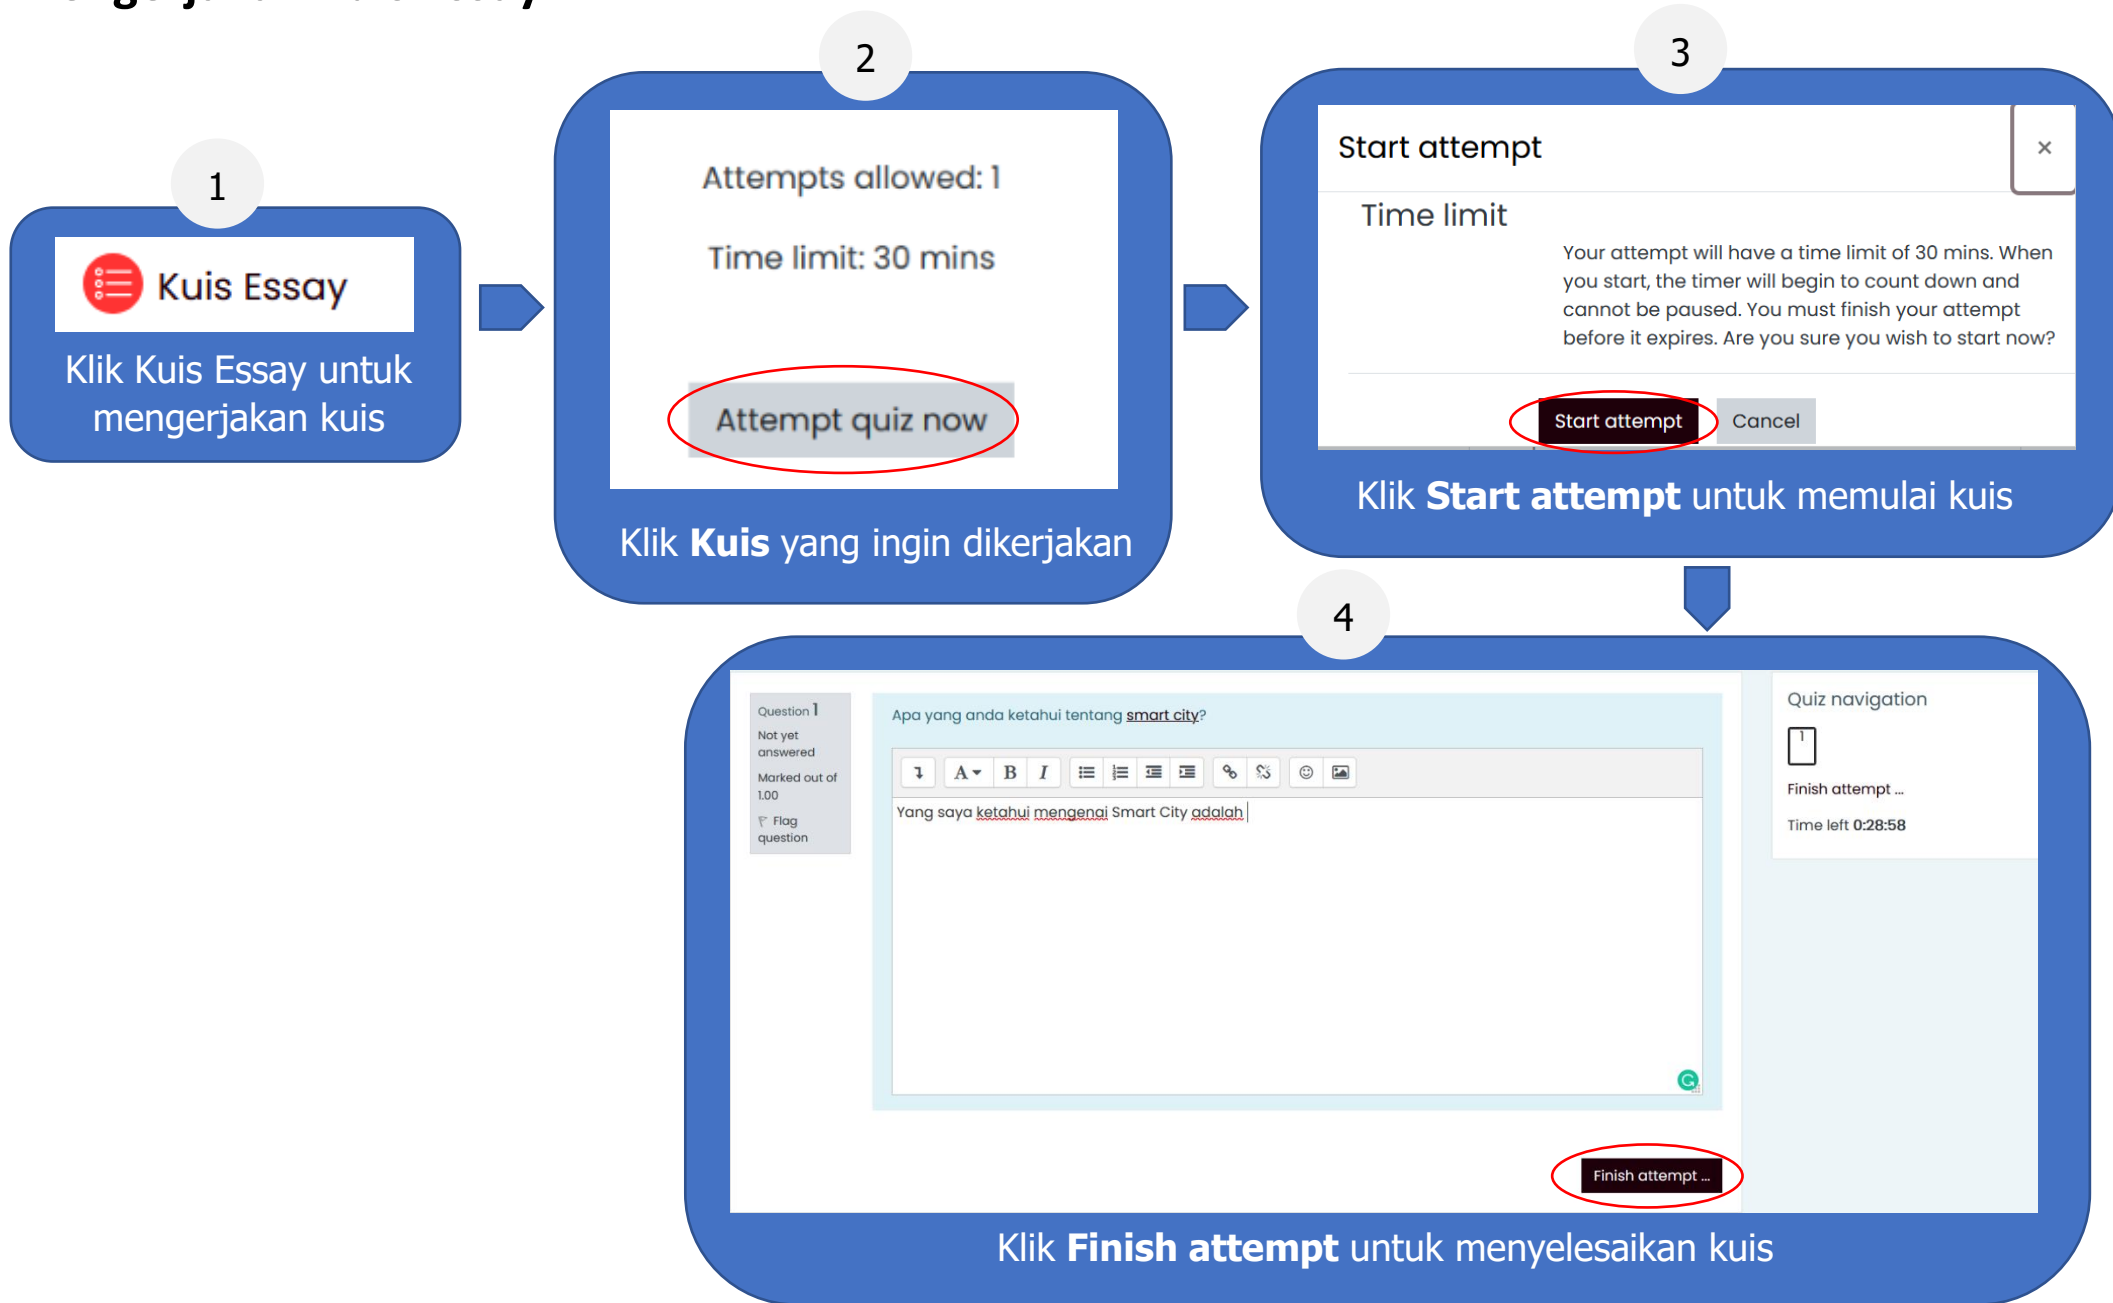 1
Kuis Essay
Klik Kuis Essay untuk
mengerjakan kuis
2
Attempts allowed: 1
Time limit: 30 mins
Attempt quiz now
Klik Kuis yang ingin dikerjakan
3
Start attempt
×
Time limit
Your attempt will have a time limit of 30 mins. When
you start, the timer will begin to count down and
cannot be paused. You must finish your attempt
before it expires. Are you sure you wish to start now?
Start attempt
Cancel
Klik Start attempt untuk memulai kuis
4
Question 1
Not yet
answered
Marked out of
1.00
Flag
question
Apa yang anda ketahui tentang smart city?
A B I
Yang saya ketahui mengenai Smart City adalah
Finish attempt ...
Quiz navigation
1
Finish attempt ...
Time left 0:28:58
Klik Finish attempt untuk menyelesaikan kuis